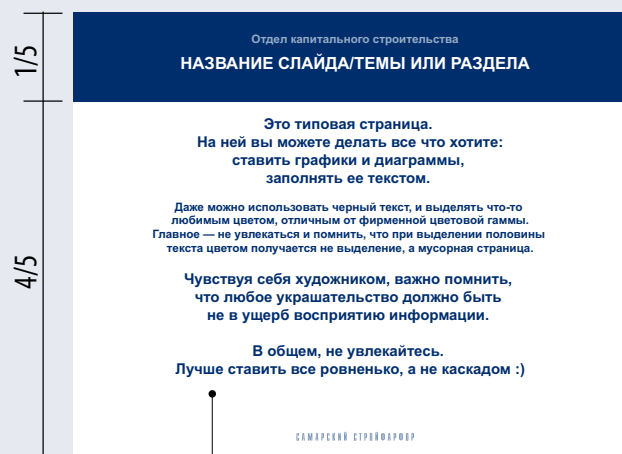 1/5
Отдел капитального строительства
НАЗВАНИЕ СЛАЙДА/ТЕМЫ ИЛИ РАЗДЕЛА
4/5
Это типовая страница.
На ней вы можете делать все что хотите:
ставить графики и диаграммы,
заполнять ее текстом.
Даже можно использовать черный текст, и выделять что-то
любимым цветом, отличным от фирменной цветовой гаммы.
Главное — не увлекаться и помнить, что при выделении половины
текста цветом получается не выделение, а мусорная страница.
Чувствуя себя художником, важно помнить,
что любое украшательство должно быть
не в ущерб восприятию информации.
В общем, не увлекайтесь.
Лучше ставить все ровненько, а не каскадом :)
САМАРСКИЙ СТРОЙФАРФОР